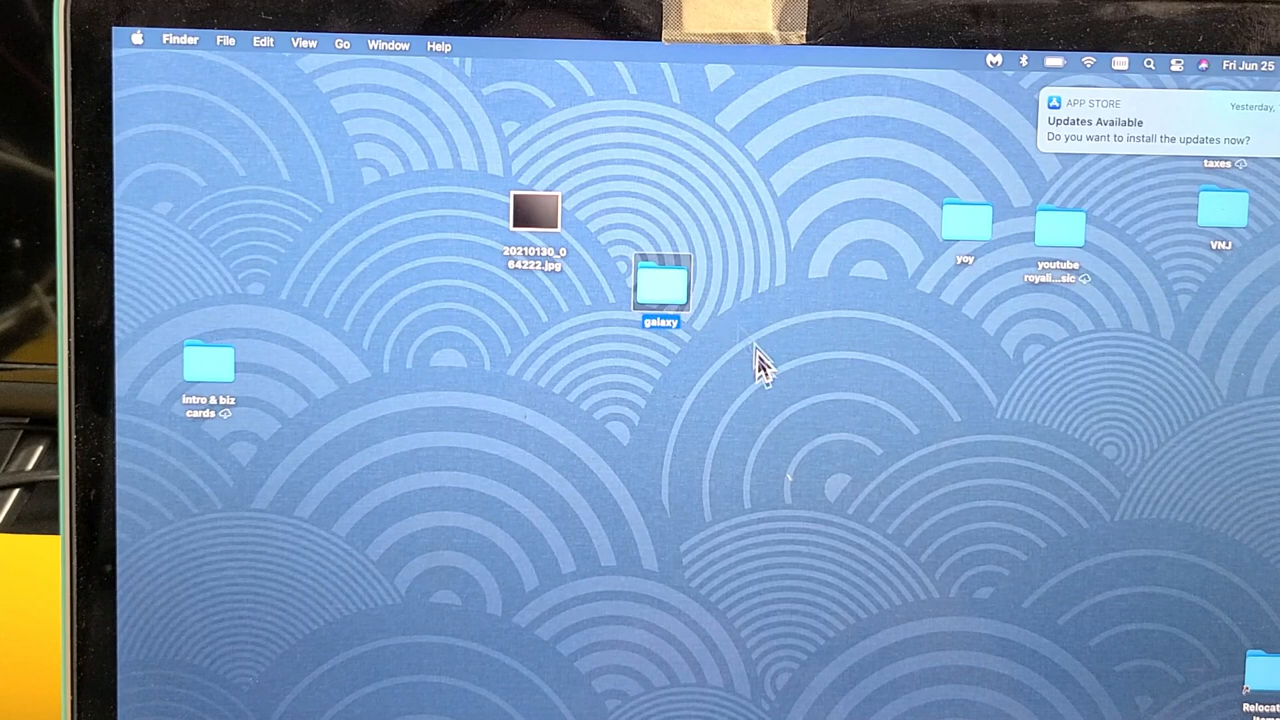 Finder File Edit View Go Window Help
Fri Jun 25
APP STORE
Yesterday,
Updates Available
Do you want to install the updates now?
taxes
20210130_0
64222.jpg
galaxy
yoy
youtube
royali...sic
VNJ
intro & biz
cards
Relocat